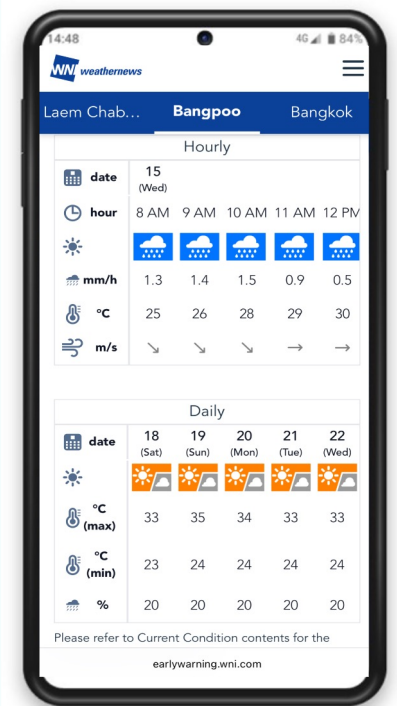 14:48 4G 84%
WNI weathernews
Laem Chab... Bangpoo Bangkok
Hourly
date 15
(Wed)
hour 8 AM 9 AM 10 AM 11 AM 12 PM
mm/h 1.3 1.4 1.5 0.9 0.5
°C 25 26 28 29 30
m/s ↘ ↘ ↘ → →
Daily
date 18 19 20 21 22
(Sat) (Sun) (Mon) (Tue) (Wed)
°C
(max) 33 35 34 33 33
°C
(min) 23 24 24 24 24
% 20 20 20 20 20
Please refer to Current Condition contents for the
earlywarning.wni.com